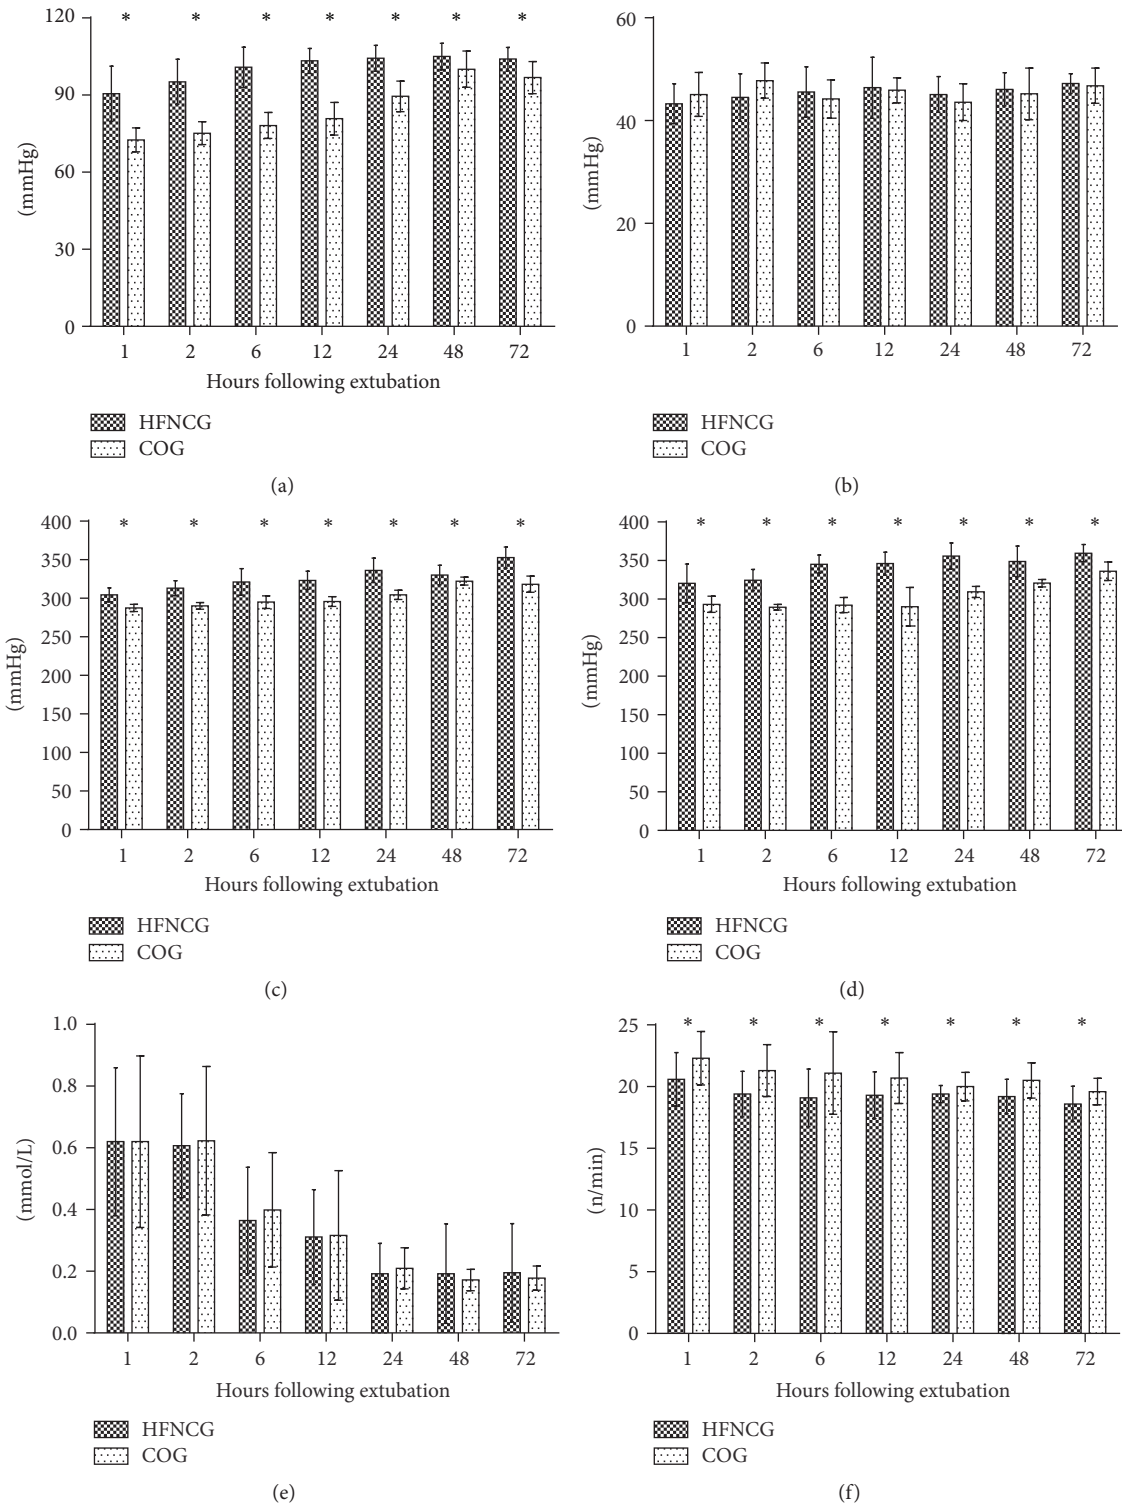 * * * * * * *
120
90
60
30
0
(mmHg)
1 2 6 12 24 48 72
Hours following extubation
HFNCG
COG
(a)
60
40
20
0
(mmHg)
1 2 6 12 24 48 72
HFNCG
COG
(b)
* * * * * * *
400
350
300
250
200
150
100
50
0
(mmHg)
1 2 6 12 24 48 72
Hours following extubation
HFNCG
COG
(c)
* * * * * * *
400
350
300
250
200
150
100
50
0
(mmHg)
1 2 6 12 24 48 72
Hours following extubation
HFNCG
COG
(d)
1.0
0.8
0.6
0.4
0.2
0.0
(mmol/L)
1 2 6 12 24 48 72
Hours following extubation
HFNCG
COG
(e)
* * * * * * *
25
20
15
10
5
0
(n/min)
1 2 6 12 24 48 72
Hours following extubation
HFNCG
COG
(f)